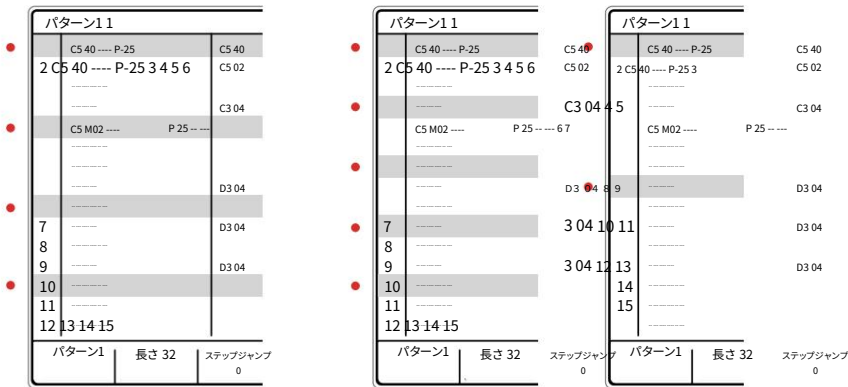 パターン1 1
C5 40 ---- P-25 C5 40
2 C5 40 ---- P-25 3 4 5 6 C5 02
C3 04
C5 M02 ---- P 25 -- ---
D3 04
7 D3 04
8
9 D3 04
10
11
12 13 14 15
パターン1 長さ 32 ステップジャンプ
0
パターン1 1
C5 40 ---- P-25 C5 40
2 C5 40 ---- P-25 3 4 5 6 C5 02
C3 04 4 5
C5 M02 ---- P 25 -- --- 6 7
D3 04 8 9
7 3 04 10 11
8
9 3 04 12 13
10
11
12 13 14 15
パターン1 長さ 32 ステップジャンプ
0
パターン1 1
C5 40 ---- P-25 C5 40
2 C5 40 ---- P-25 3 C5 02
C3 04
C5 M02 ---- P 25 -- ---
D3 04
D3 04
D3 04
14
15
パターン1 長さ 32 ステップジャンプ
0